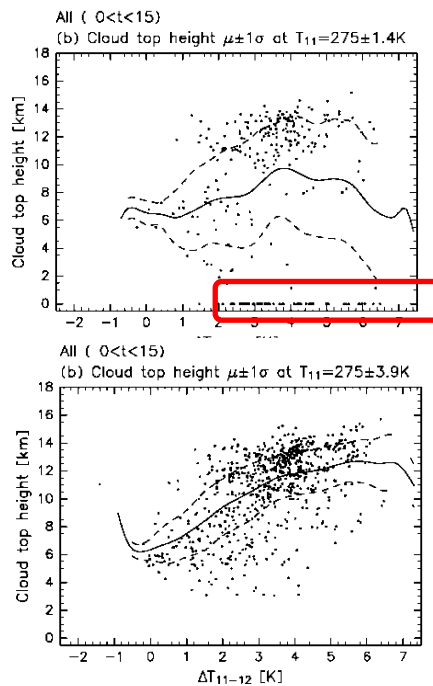 All ( 0<t<15)
(b) Cloud top height μ±1σ at T₁₁=275±1.4K
Cloud top height [km]
18
16
14
12
10
8
6
4
2
0
-2 -1 0 1 2 3 4 5 6 7
All ( 0<t<15)
(b) Cloud top height μ±1σ at T₁₁=275±3.9K
Cloud top height [km]
18
16
14
12
10
8
6
4
2
0
-2 -1 0 1 2 3 4 5 6 7
ΔT₁₁₋₁₂ [K]